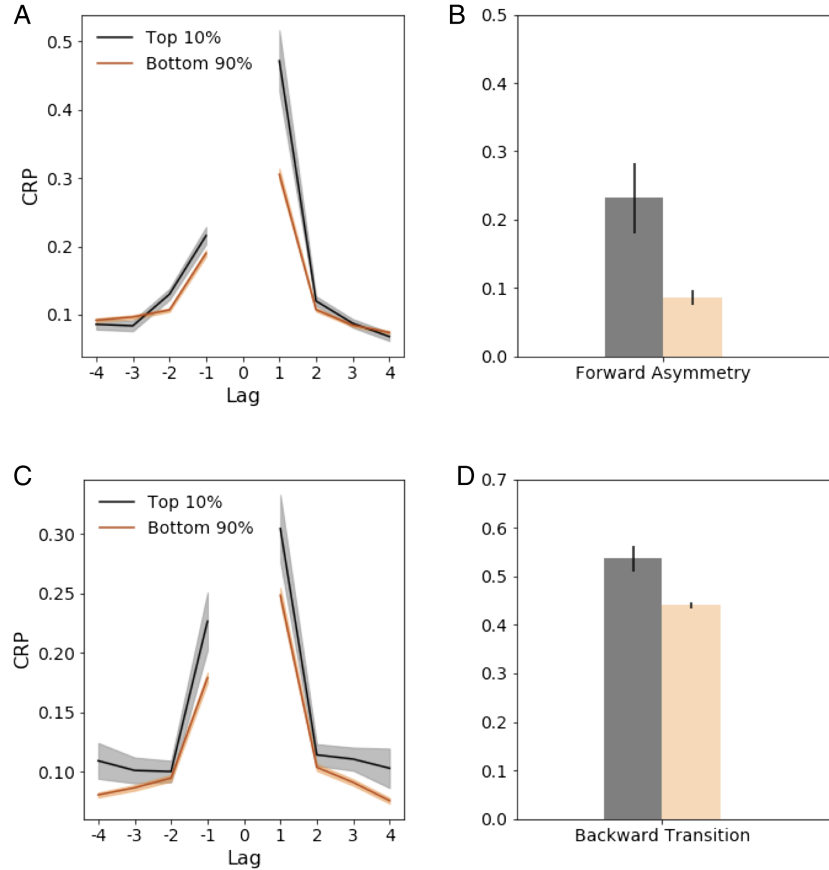 A
Top 10%
Bottom 90%
0.5
0.4
0.3
0.2
0.1
CRP
-4 -3 -2 -1 0 1 2 3 4
Lag
B
0.5
0.4
0.3
0.2
0.1
0.0
Forward Asymmetry
C
Top 10%
Bottom 90%
0.30
0.25
0.20
0.15
0.10
CRP
-4 -3 -2 -1 0 1 2 3 4
Lag
D
0.7
0.6
0.5
0.4
0.3
0.2
0.1
0.0
Backward Transition